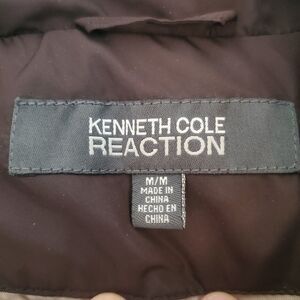 KENNETH COLE
REACTION
M/M
MADE IN
CHINA
HECHO EN
CHINA